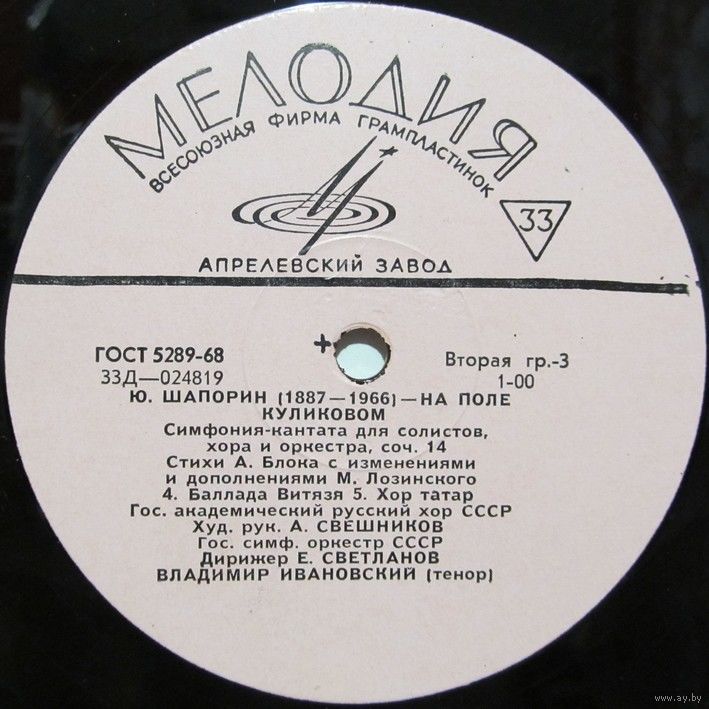 МЕЛОДИЯ
ВСЕСОЮЗНАЯ ФИРМА ГРАМПЛАСТИНОК
33
АПРЕЛЕВСКИЙ ЗАВОД
ГОСТ 5289-68
Вторая гр.-3
33Д—024819
1-00
Ю. ШАПОРИН (1887—1966)—НА ПОЛЕ
КУЛИКОВОМ
Симфония-кантата для солистов,
хора и оркестра, соч. 14
Стихи А. Блока с изменениями
и дополнениями М. Лозинского
4. Баллада Витязя 5. Хор татар
Гос. академический русский хор СССР
Худ. рук. А. СВЕШНИКОВ
Гос. симф. оркестр СССР
Дирижер Е. СВЕТЛАНОВ
ВЛАДИМИР ИВАНОВСКИЙ (тенор)
www.ay.by